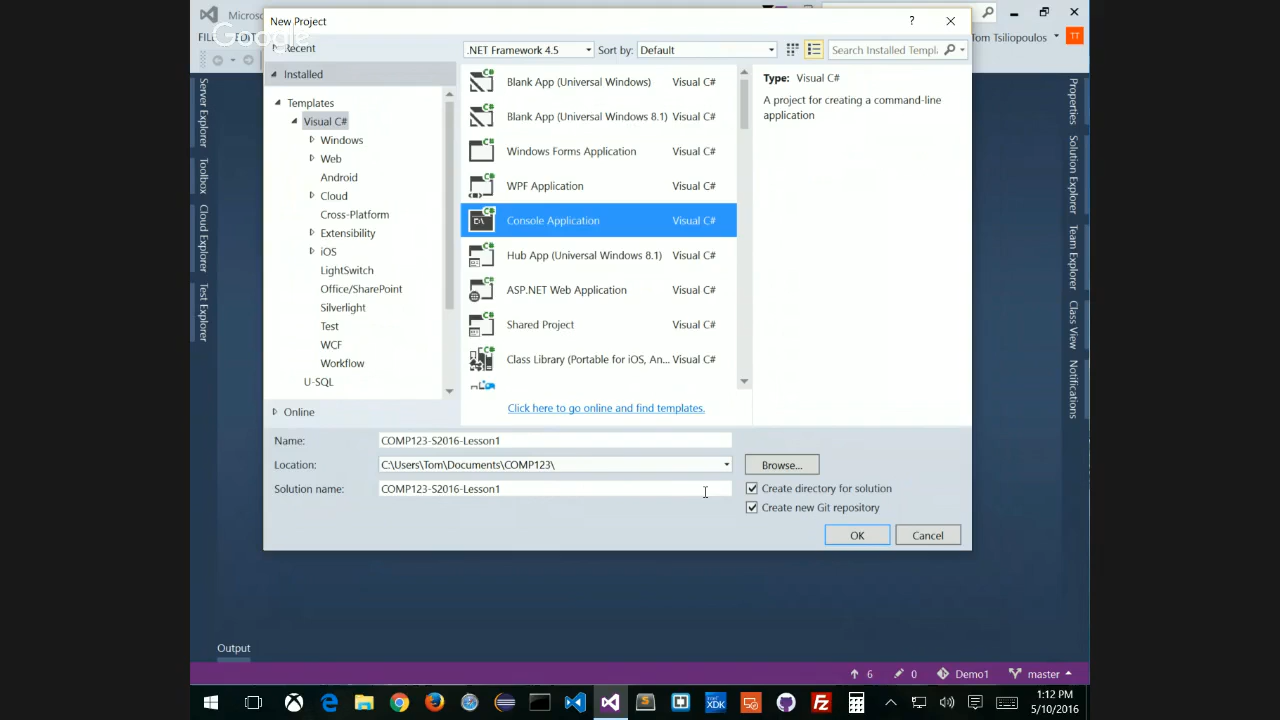 Microso
New Project
FIL
EDIT
Google
Tom Tsiliopoulos
TT
Recent
.NET Framework 4.5
Sort by:
Default
Search Installed Templa
Installed
Templates
Visual C#
Windows
Web
Android
Cloud
Cross-Platform
Extensibility
iOS
LightSwitch
Office/SharePoint
Silverlight
Test
WCF
Workflow
U-SQL
Online
Blank App (Universal Windows) Visual C#
Blank App (Universal Windows 8.1) Visual C#
Windows Forms Application Visual C#
WPF Application Visual C#
Console Application Visual C#
Hub App (Universal Windows 8.1) Visual C#
ASP.NET Web Application Visual C#
Shared Project Visual C#
Class Library (Portable for iOS, An... Visual C#
Click here to go online and find templates.
Type: Visual C#
A project for creating a command-line
application
Name: COMP123-S2016-Lesson1
Location: C:\Users\Tom\Documents\COMP123\
Browse...
Solution name: COMP123-S2016-Lesson1
Create directory for solution
Create new Git repository
OK
Cancel
Server Explorer
Toolbox
Cloud Explorer
Test Explorer
Properties
Solution Explorer
Team Explorer
Class View
Notifications
Output
6
0
Demo1
master
1:12 PM
5/10/2016